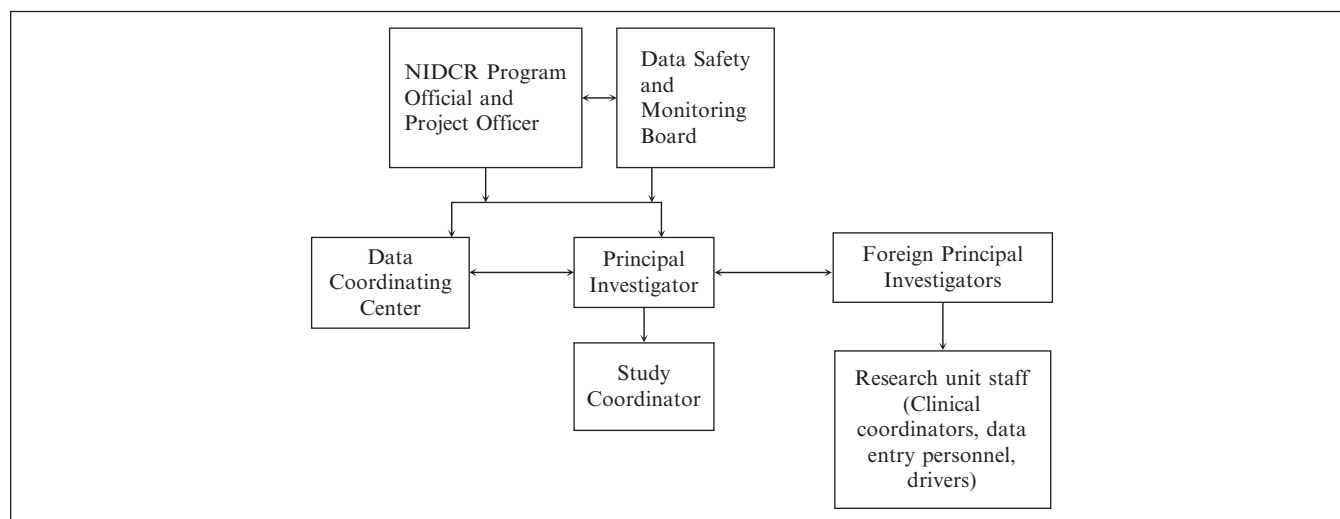 NIDCR Program
Official and
Project Officer
Data Safety
and
Monitoring
Board
Data
Coordinating
Center
Principal
Investigator
Foreign Principal
Investigators
Study
Coordinator
Research unit staff
(Clinical
coordinators, data
entry personnel,
drivers)